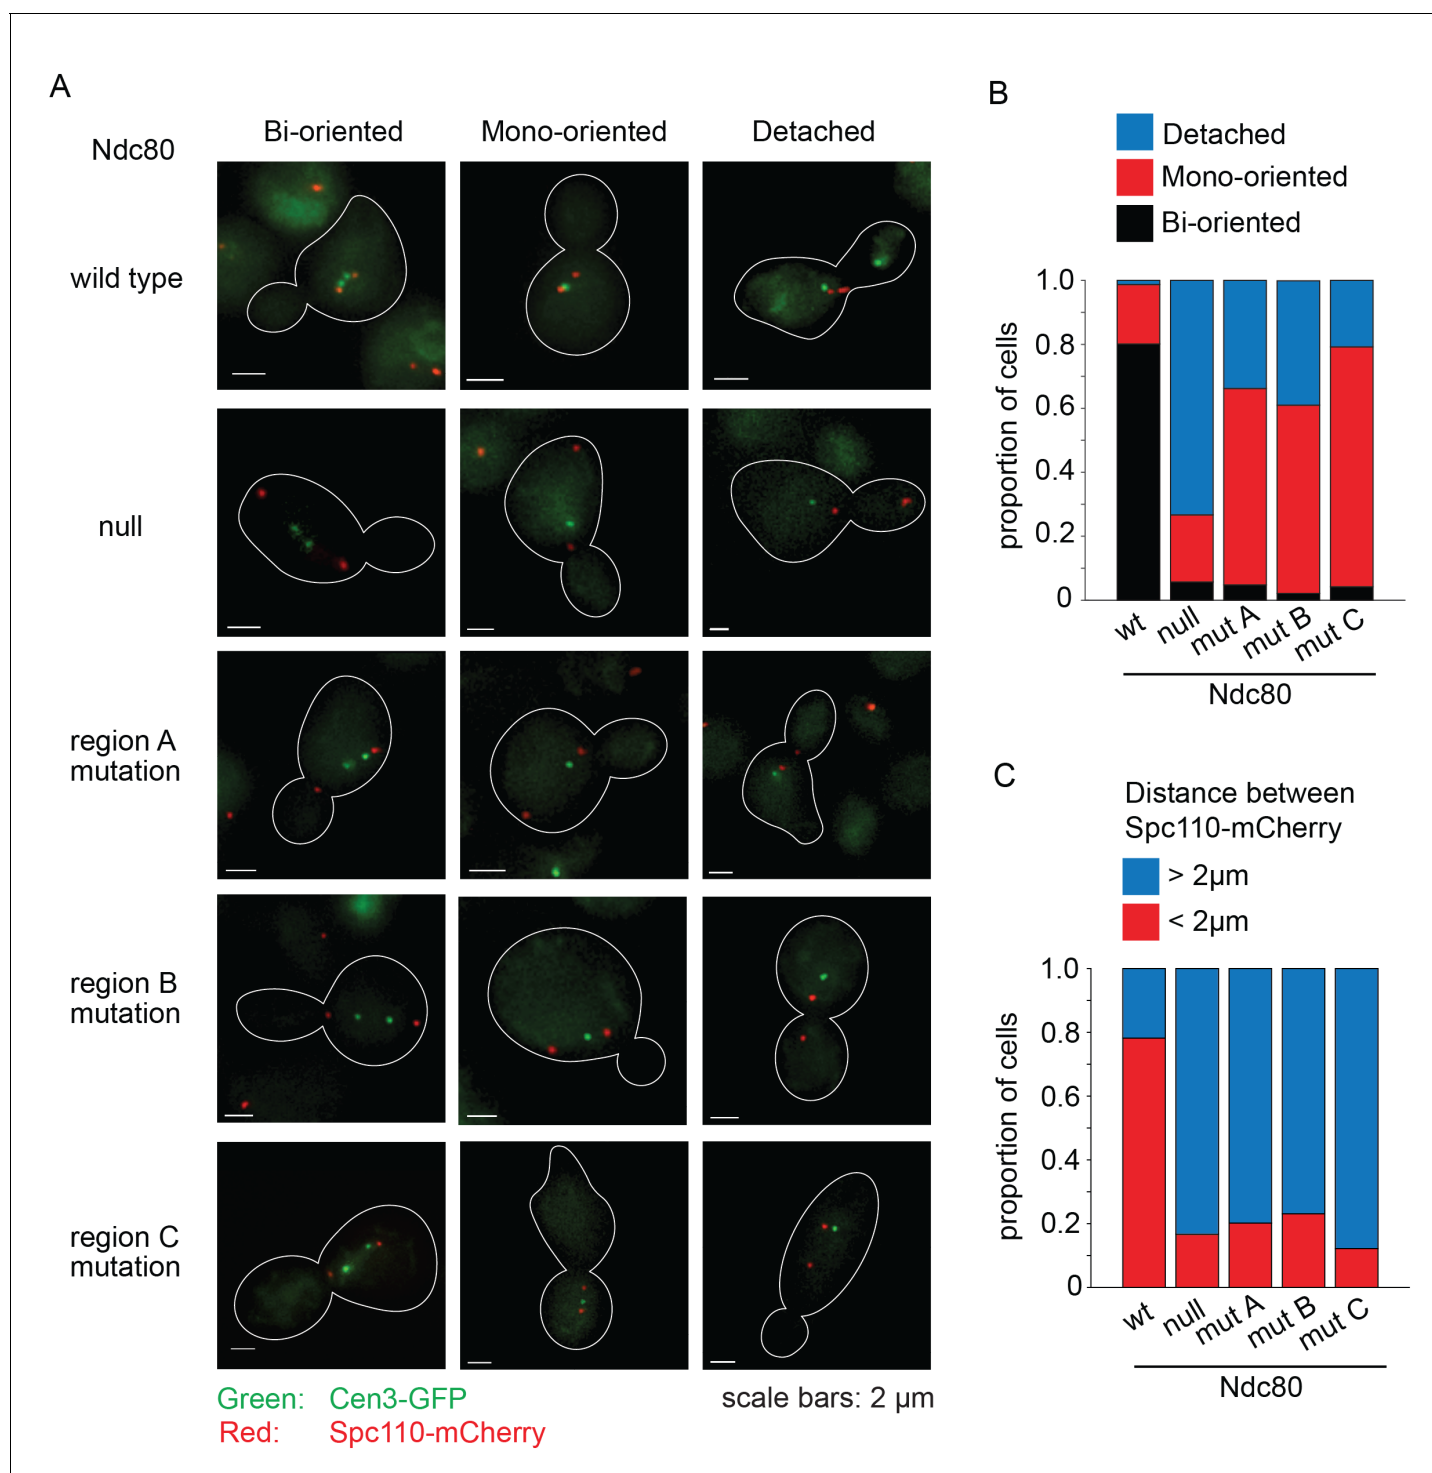 A
Ndc80
Bi-oriented
Mono-oriented
Detached
wild type
null
region A
mutation
region B
mutation
region C
mutation
Green: Cen3-GFP
Red: Spc110-mCherry
scale bars: 2 μm
B
Detached
Mono-oriented
Bi-oriented
proportion of cells
1.0
0.8
0.6
0.4
0.2
0
wt
null
mut A
mut B
mut C
Ndc80
C
Distance between
Spc110-mCherry
> 2μm
< 2μm
proportion of cells
1.0
0.8
0.6
0.4
0.2
0
wt
null
mut A
mut B
mut C
Ndc80